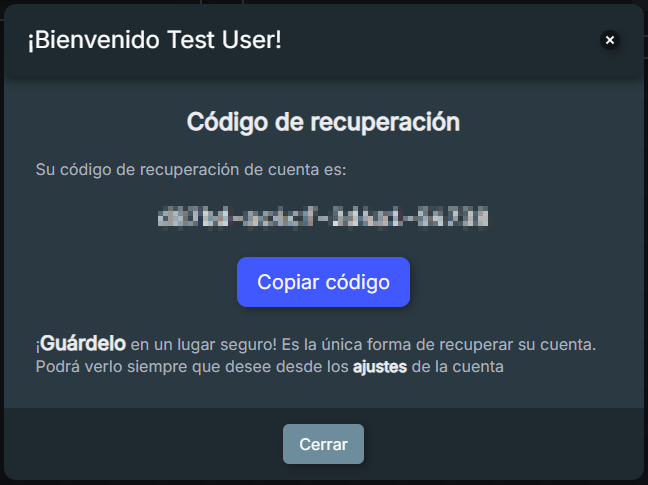 ¡Bienvenido Test User!
Código de recuperación
Su código de recuperación de cuenta es:
Copiar código
¡Guárdelo en un lugar seguro! Es la única forma de recuperar su cuenta.
Podrá verlo siempre que desee desde los ajustes de la cuenta
Cerrar